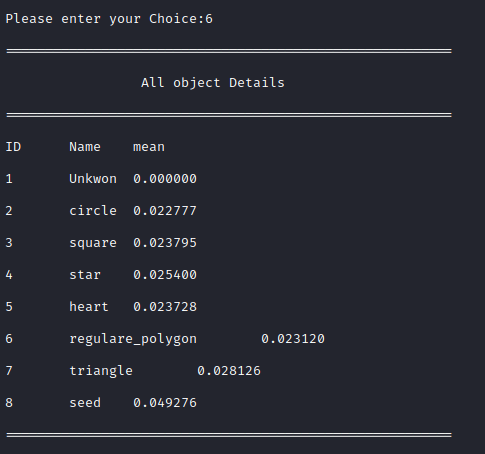 Please enter your Choice:6
All object Details
ID Name mean
1 Unkwon 0.000000
2 circle 0.022777
3 square 0.023795
4 star 0.025400
5 heart 0.023728
6 regulare_polygon 0.023120
7 triangle 0.028126
8 seed 0.049276